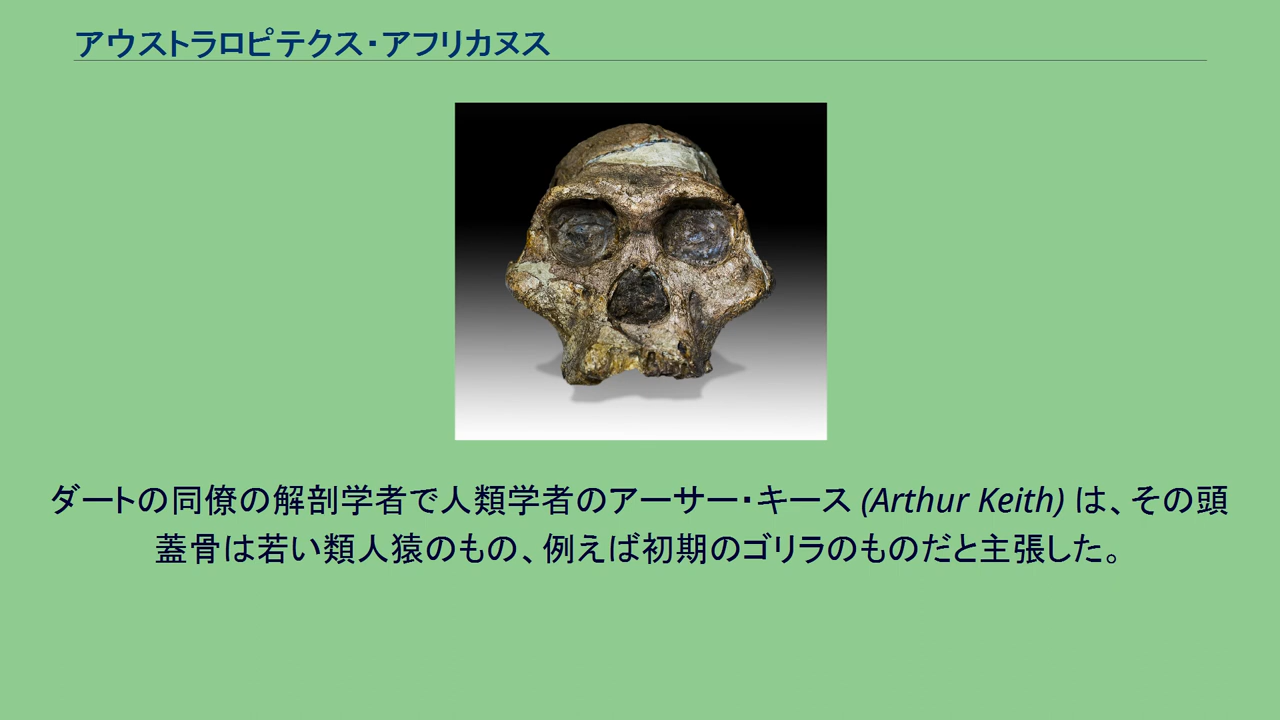 アウストラロピテクス・アフリカヌス
ダートの同僚の解剖学者で人類学者のアーサー・キース (Arthur Keith) は、その頭
蓋骨は若い類人猿のもの、例えば初期のゴリラのものだと主張した。